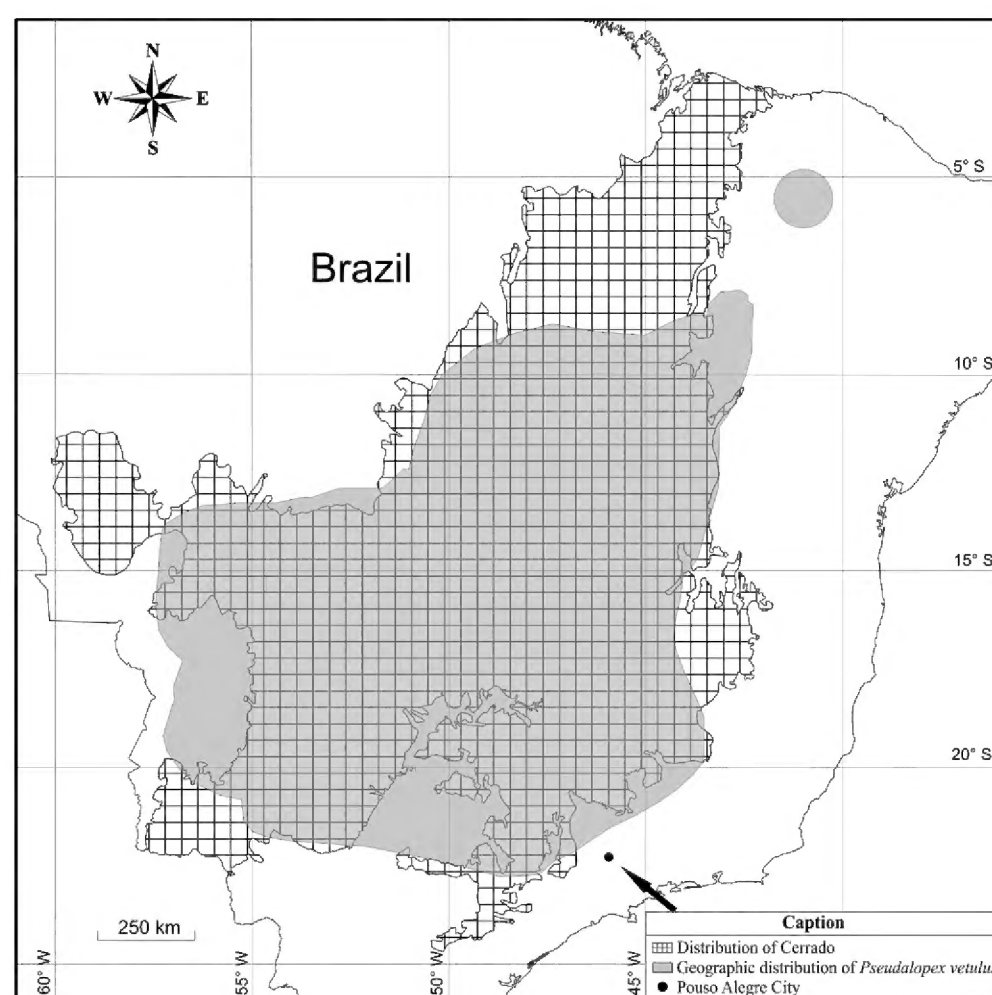 N
W E
S
5° S
Brazil
10° S
15° S
20° S
250 km
60° W
55° W
50° W
45° W
Caption
Distribution of Cerrado
Geographic distribution of Pseudalopex vetulus
Pouso Alegre City